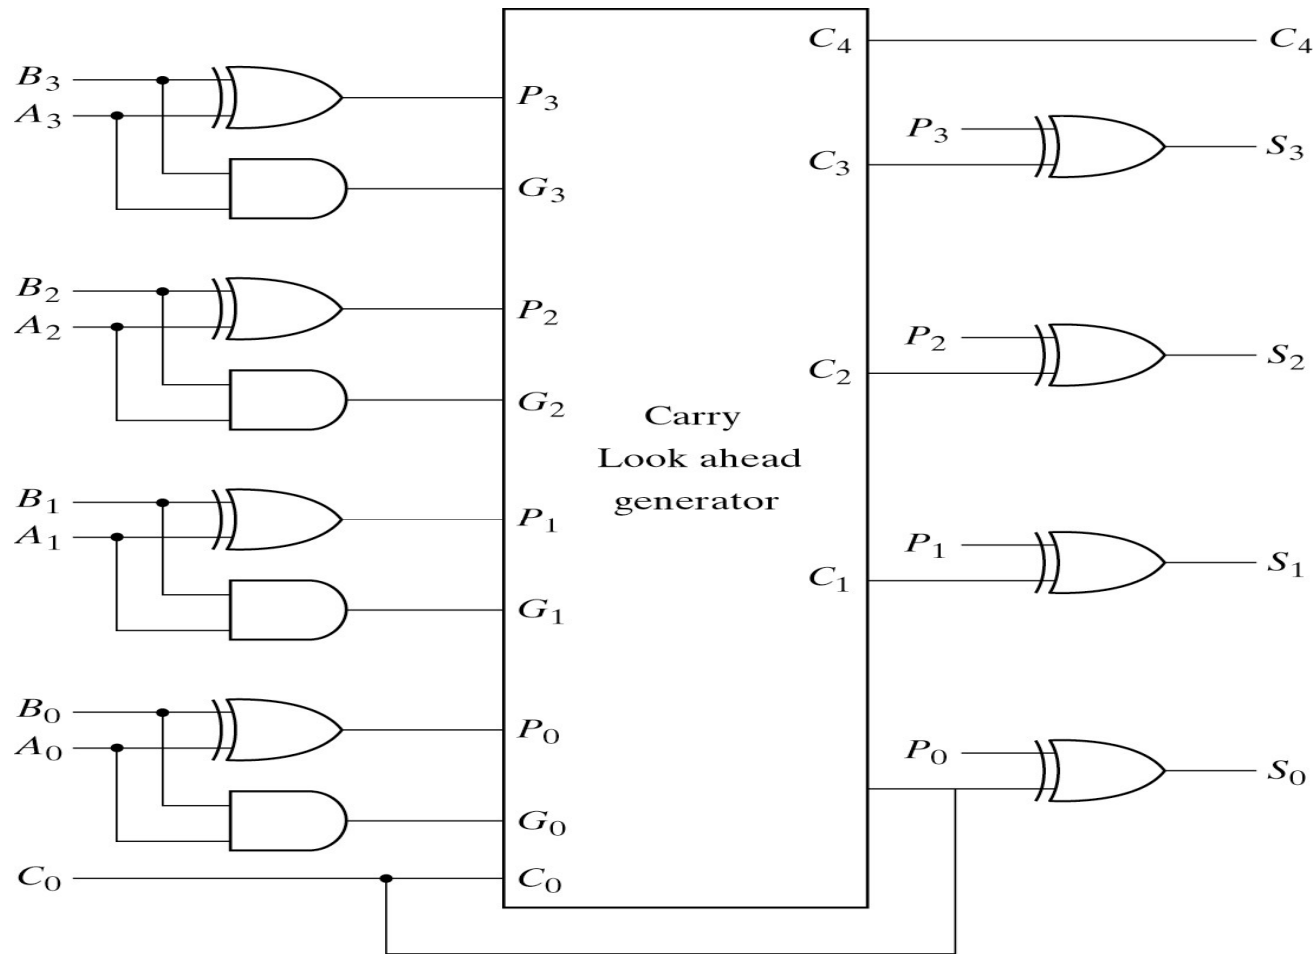 C₄ C₄
B₃
A₃
P₃
P₃
S₃
C₃
G₃
B₂
A₂
P₂
P₂
S₂
C₂
G₂
Carry
Look ahead
generator
B₁
A₁
P₁
P₁
S₁
C₁
G₁
B₀
A₀
P₀
P₀
S₀
G₀
C₀ C₀